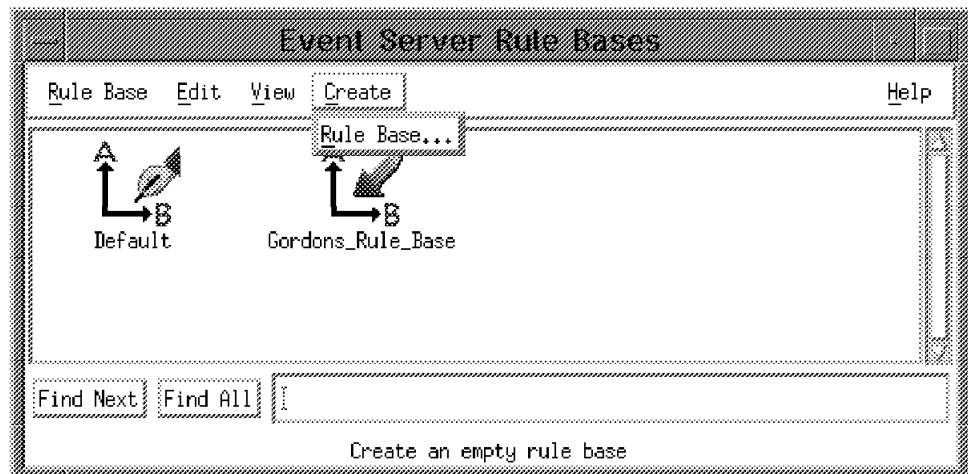 Event Server Rule Bases
Rule Base Edit View Create Help
Rule Base...
A B
Default
A B
Gordons_Rule_Base
Find Next Find All
Create an empty rule base